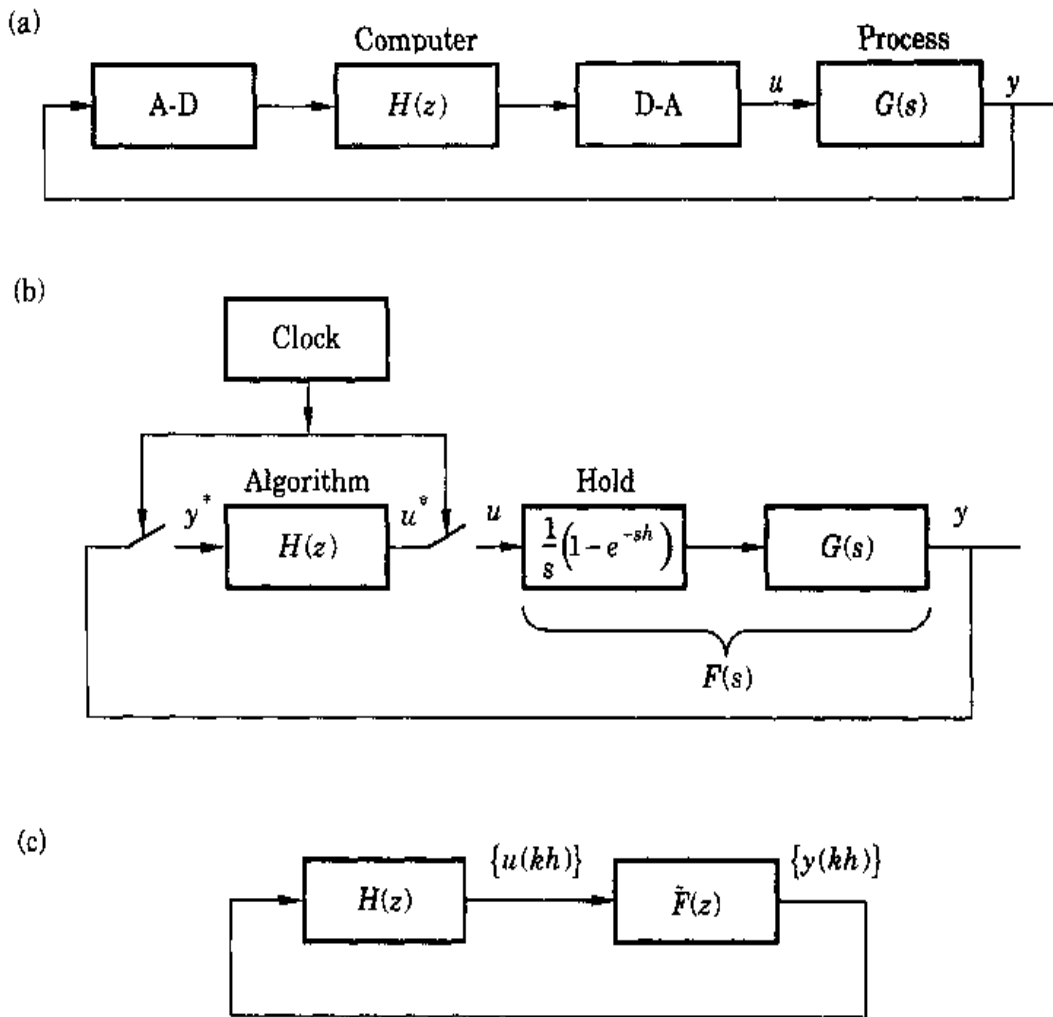 (a)
Computer
Process
A-D
H(z)
D-A
u
G(s)
y
(b)
Clock
Algorithm
Hold
y*
H(z)
u*
u
1/s(1 - e^{-sh})
G(s)
y
F(s)
(c)
H(z)
{u(kh)}
F̃(z)
{y(kh)}